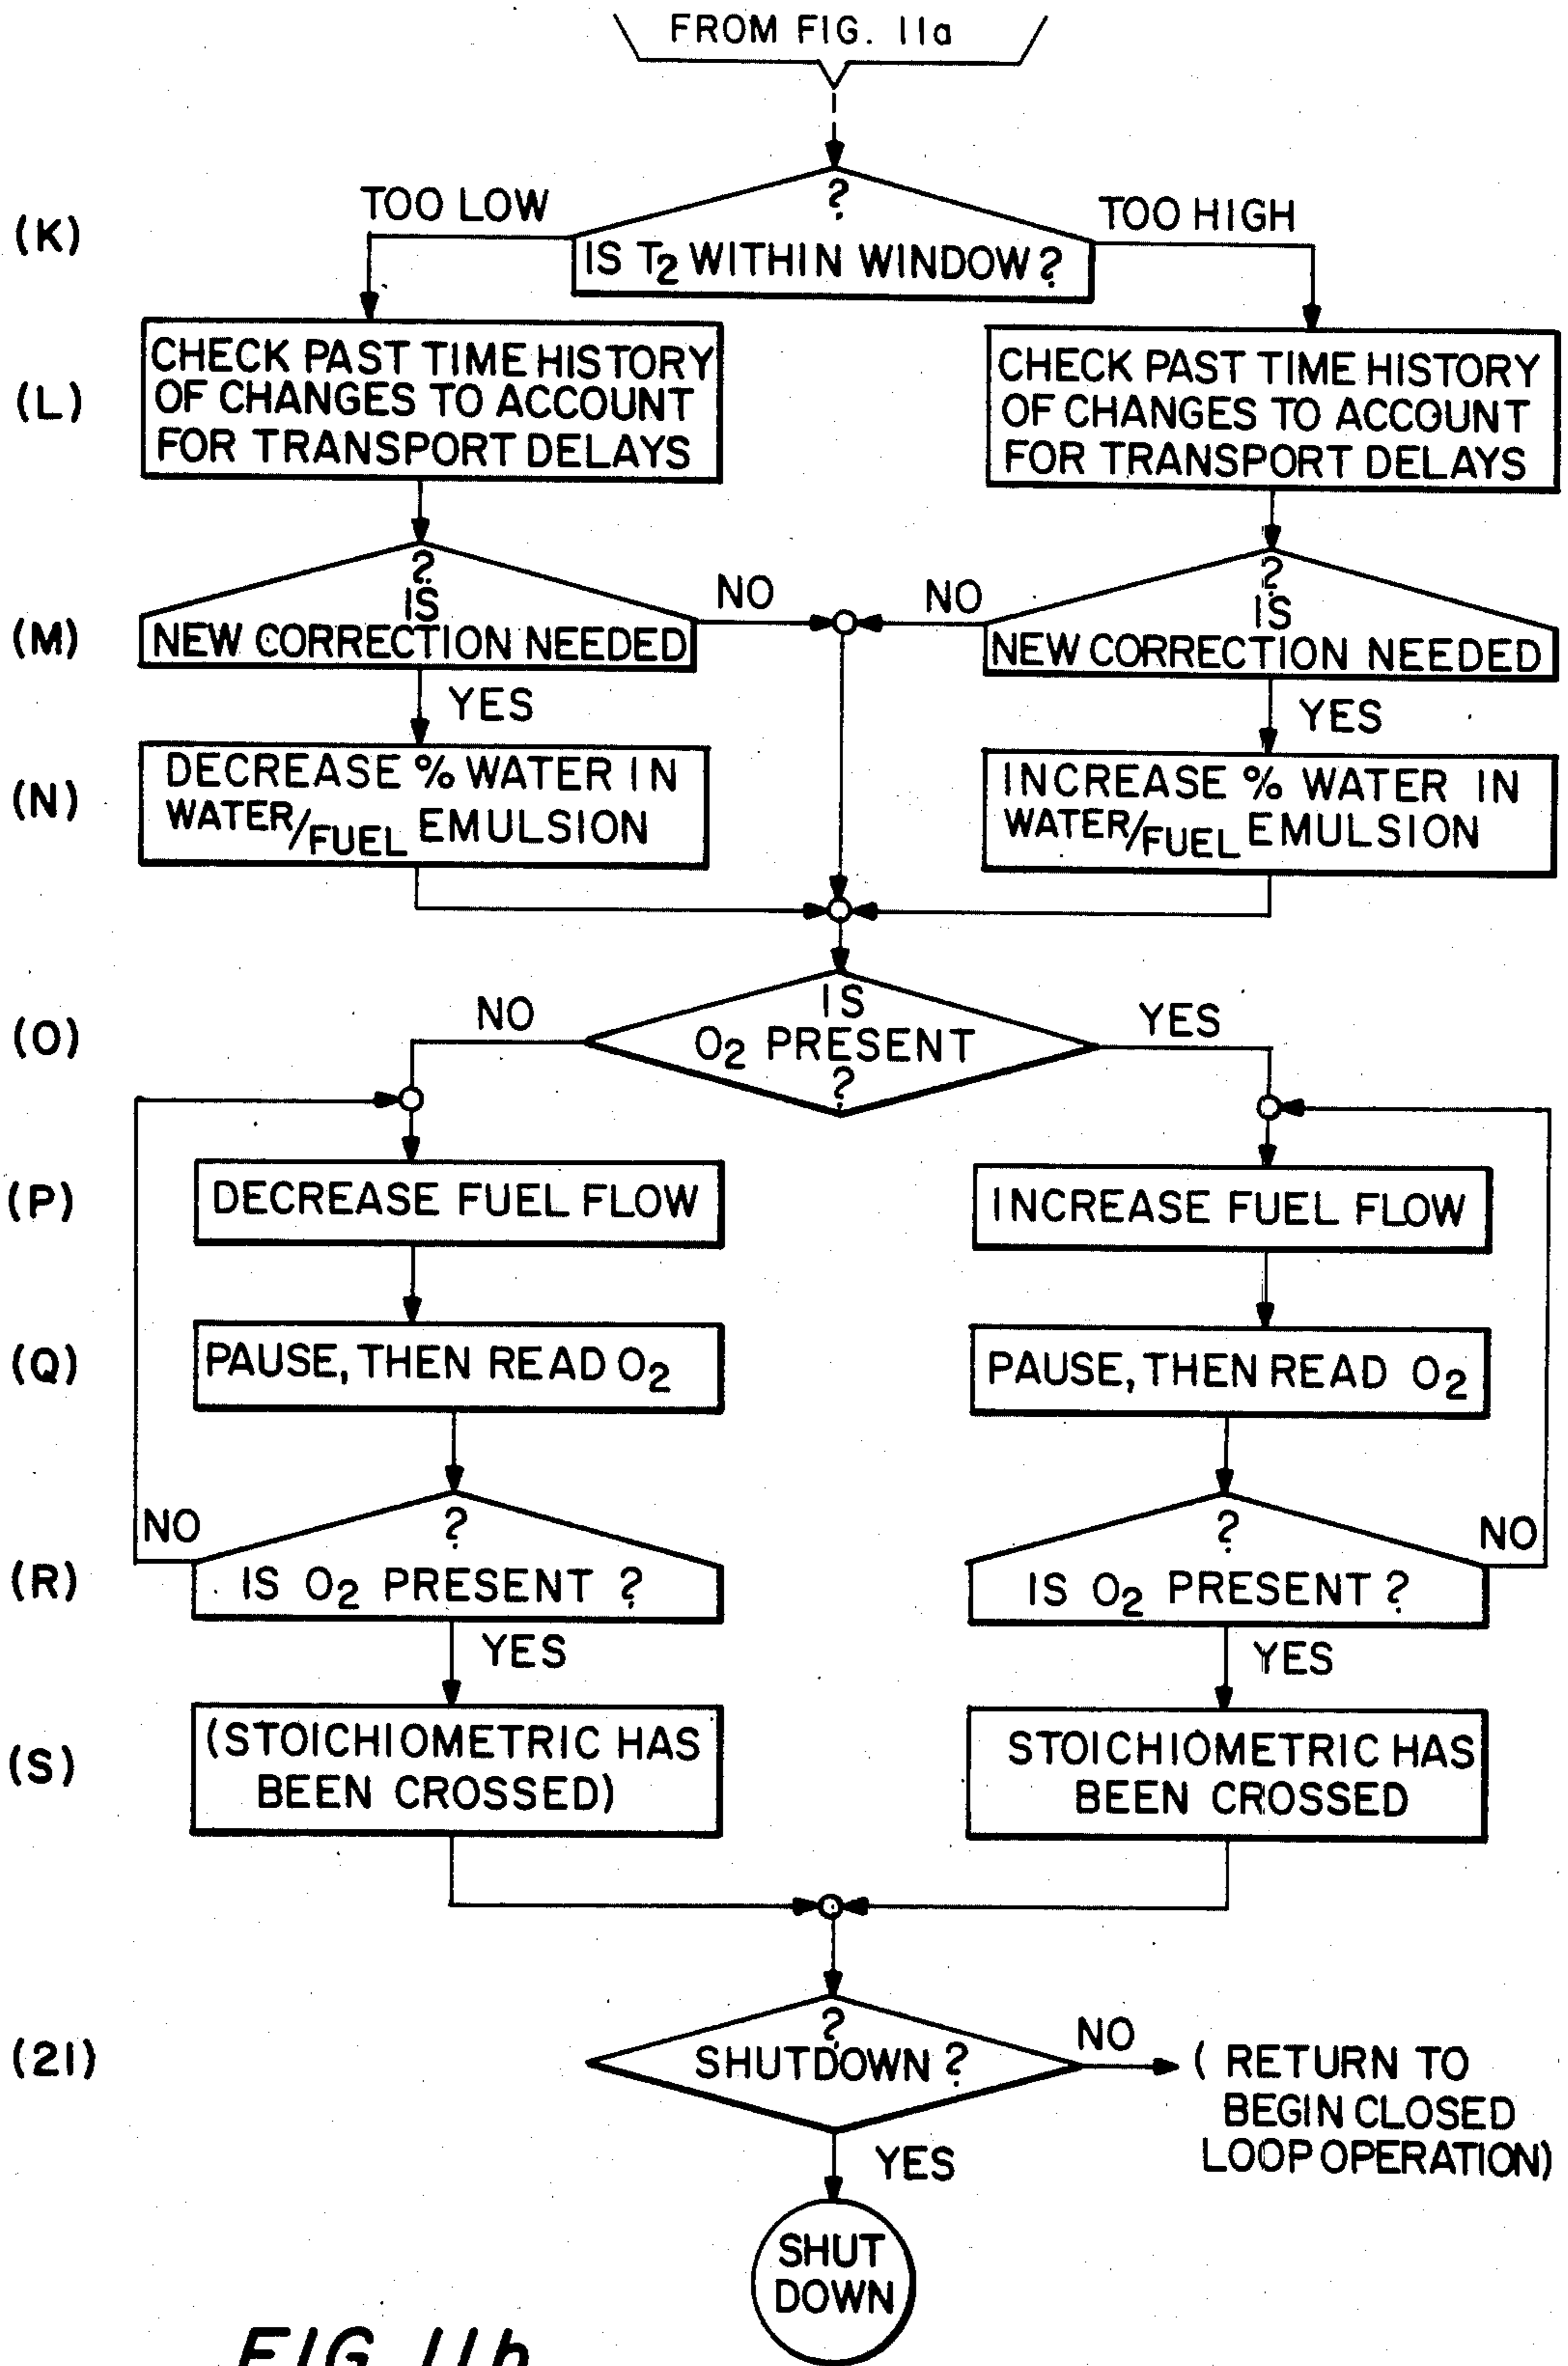 FROM FIG. 11a
(K)
TOO LOW
?
TOO HIGH
IS T2 WITHIN WINDOW?
(L)
CHECK PAST TIME HISTORY
OF CHANGES TO ACCOUNT
FOR TRANSPORT DELAYS
CHECK PAST TIME HISTORY
OF CHANGES TO ACCOUNT
FOR TRANSPORT DELAYS
(M)
?
IS
NEW CORRECTION NEEDED
NO
NO
?
IS
NEW CORRECTION NEEDED
YES
YES
(N)
DECREASE % WATER IN
WATER/FUEL EMULSION
INCREASE % WATER IN
WATER/FUEL EMULSION
(O)
NO
IS
O2 PRESENT
?
YES
(P)
DECREASE FUEL FLOW
INCREASE FUEL FLOW
(Q)
PAUSE, THEN READ O2
PAUSE, THEN READ O2
(R)
NO
?
IS O2 PRESENT ?
?
IS O2 PRESENT ?
NO
YES
YES
(S)
(STOICHIOMETRIC HAS
BEEN CROSSED)
STOICHIOMETRIC HAS
BEEN CROSSED
(21)
?
SHUTDOWN ?
NO
( RETURN TO
BEGIN CLOSED
LOOP OPERATION)
YES
SHUT
DOWN
FIG 11b